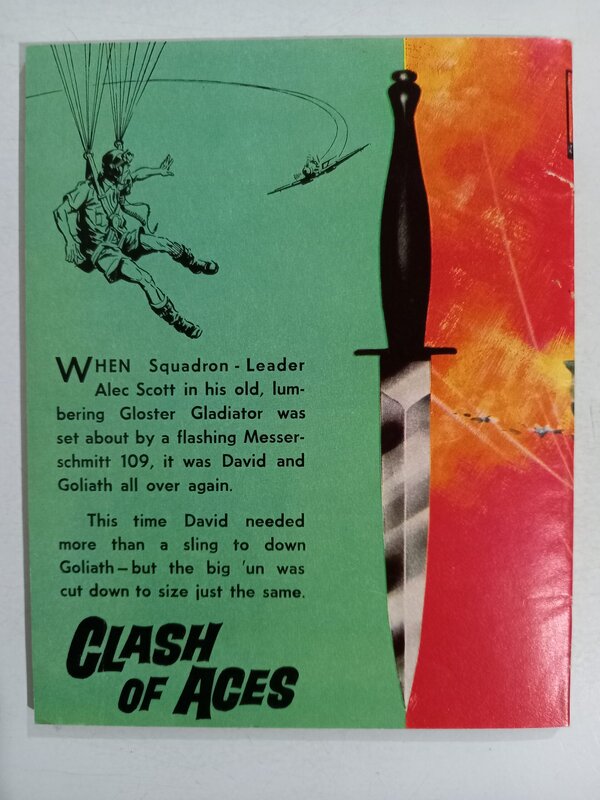 WHEN Squadron - Leader
Alec Scott in his old, lum-
bering Gloster Gladiator was
set about by a flashing Messer-
schmitt 109, it was David and
Goliath all over again.
This time David needed
more than a sling to down
Goliath—but the big 'un was
cut down to size just the same.
CLASH
OF ACES